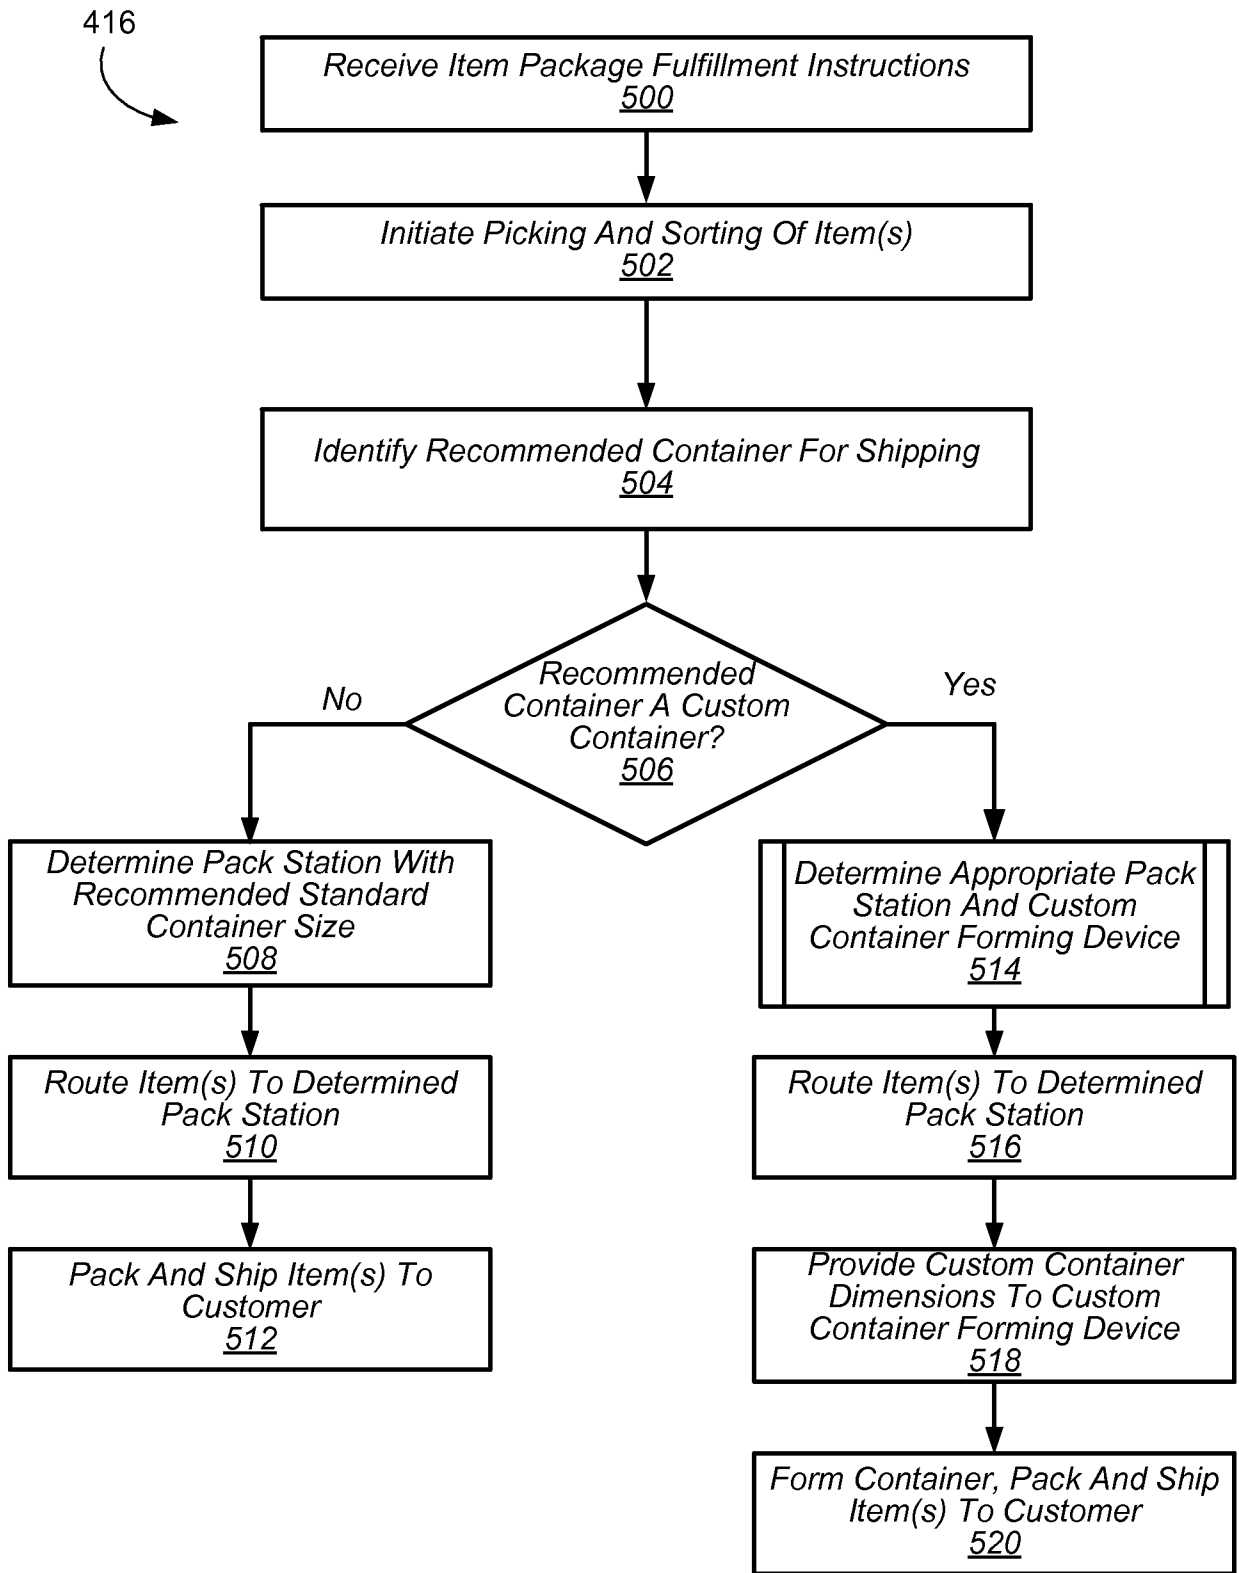 416
Receive Item Package Fulfillment Instructions
500
Initiate Picking And Sorting Of Item(s)
502
Identify Recommended Container For Shipping
504
Recommended
Container A Custom
Container?
506
No
Yes
Determine Pack Station With
Recommended Standard
Container Size
508
Route Item(s) To Determined
Pack Station
510
Pack And Ship Item(s) To
Customer
512
Determine Appropriate Pack
Station And Custom
Container Forming Device
514
Route Item(s) To Determined
Pack Station
516
Provide Custom Container
Dimensions To Custom
Container Forming Device
518
Form Container, Pack And Ship
Item(s) To Customer
520